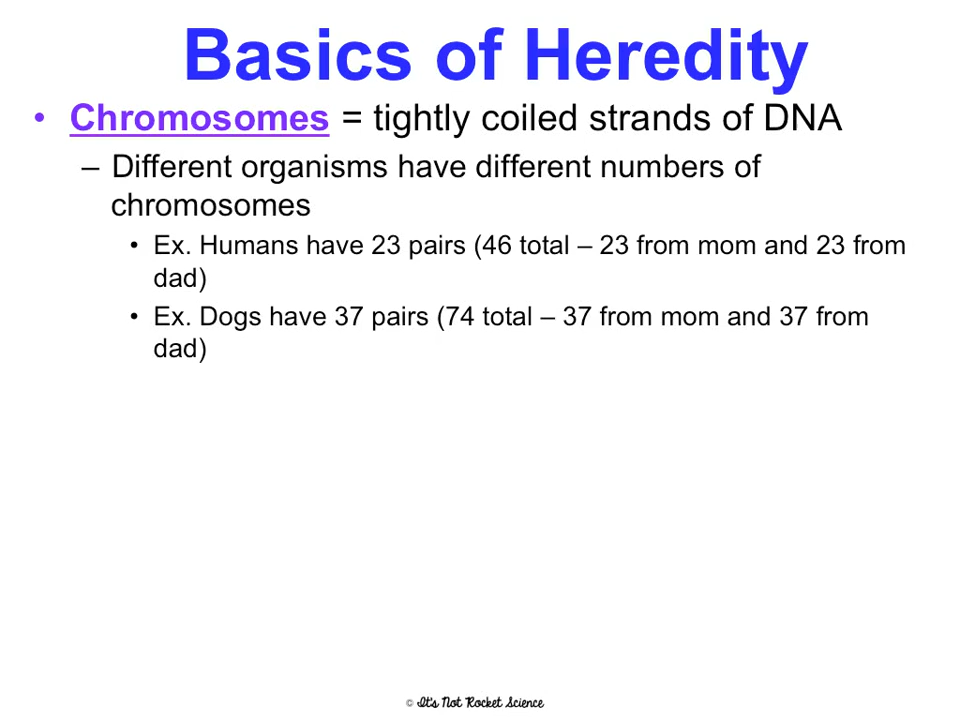 Basics of Heredity
• Chromosomes = tightly coiled strands of DNA
– Different organisms have different numbers of
chromosomes
• Ex. Humans have 23 pairs (46 total – 23 from mom and 23 from
dad)
• Ex. Dogs have 37 pairs (74 total – 37 from mom and 37 from
dad)
© It's Not Rocket Science